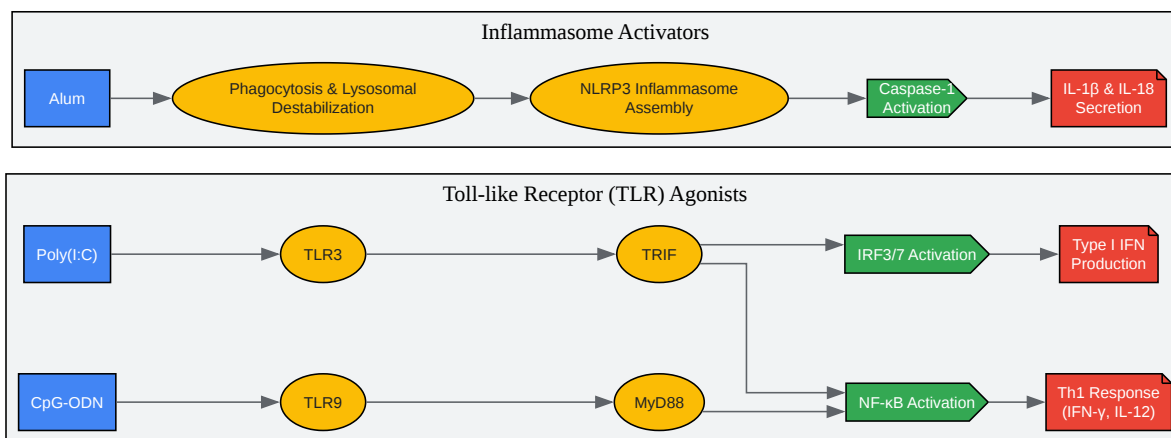 Inflammasome Activators
Alum
Phagocytosis & Lysosomal
Destabilization
NLRP3 Inflammasome
Assembly
Caspase-1
Activation
IL-1β & IL-18
Secretion
Toll-like Receptor (TLR) Agonists
Poly(I:C)
TLR3
TRIF
IRF3/7 Activation
Type I IFN
Production
CpG-ODN
TLR9
MyD88
NF-κB Activation
Th1 Response
(IFN-γ, IL-12)